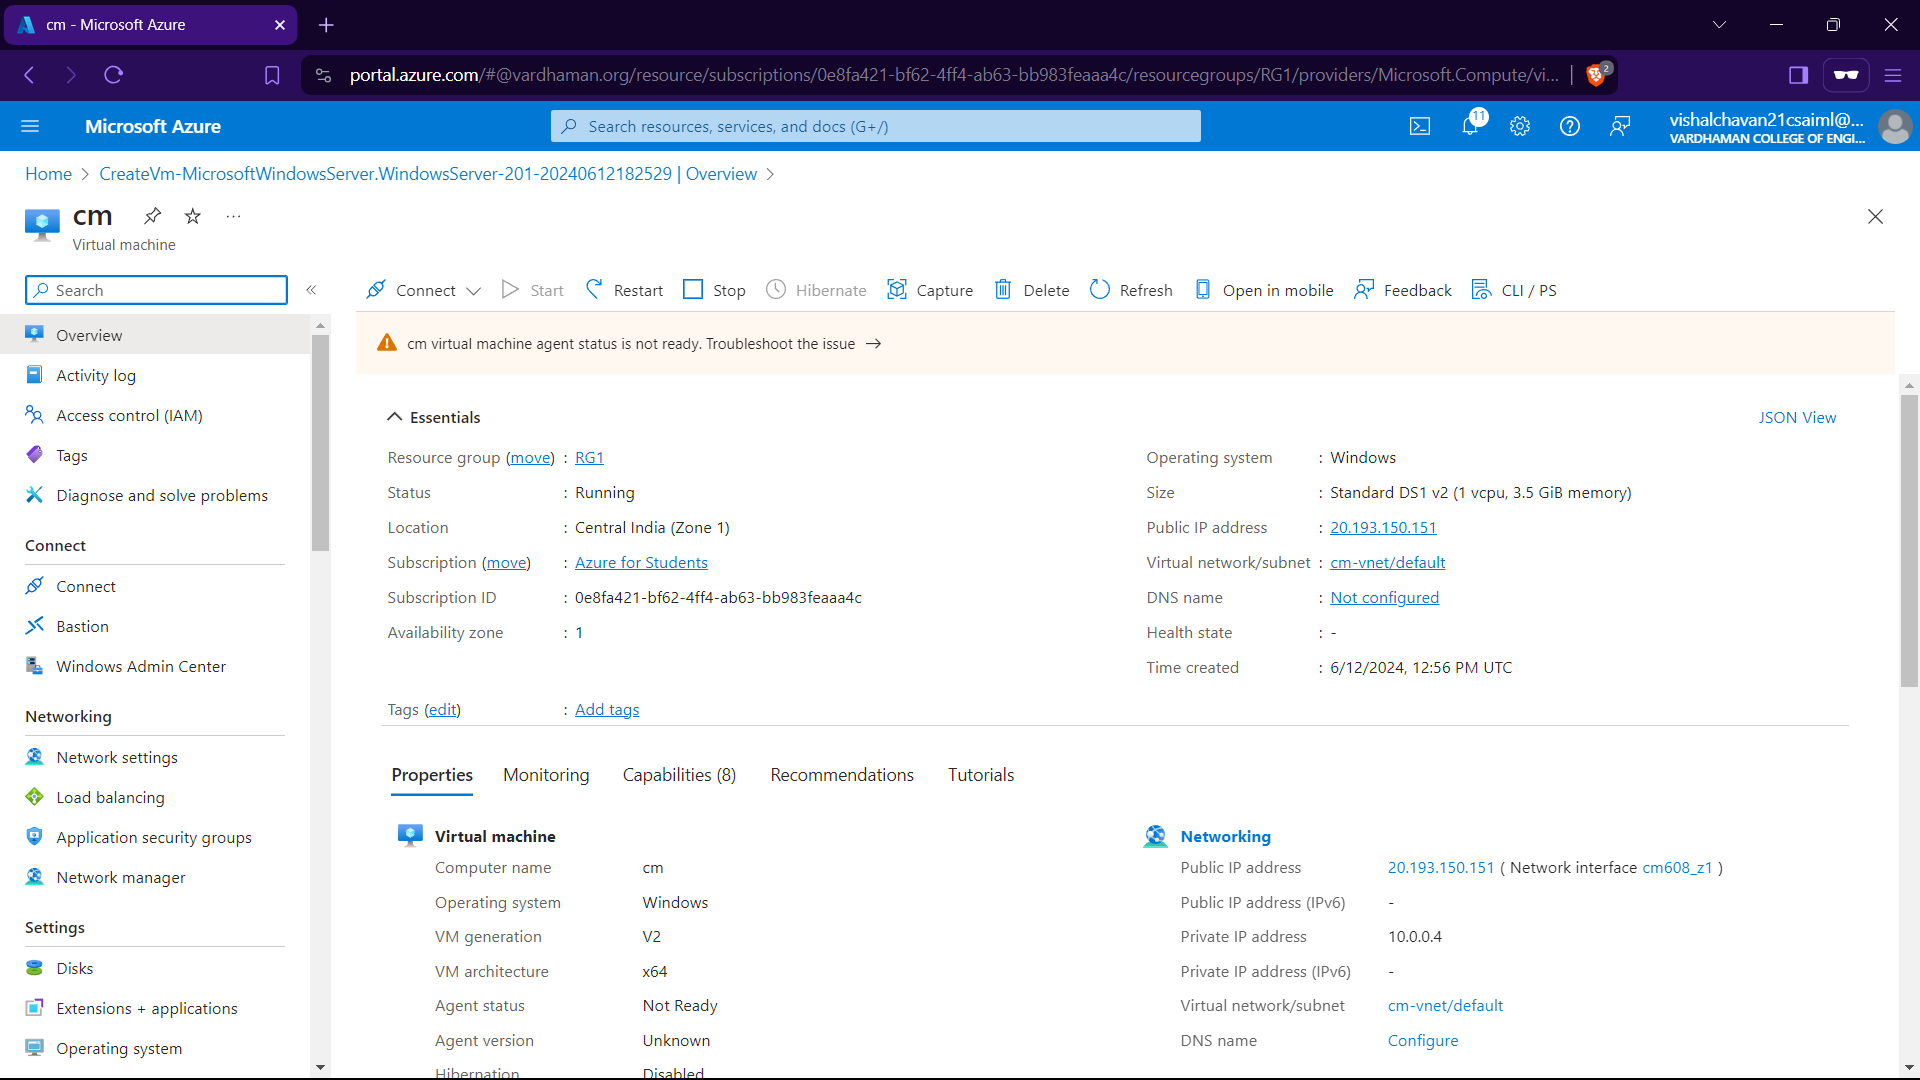 cm - Microsoft Azure
portal.azure.com/#@vardhaman.org/resource/subscriptions/0e8fa421-bf62-4ff4-ab63-bb983feaaa4c/resourcegroups/RG1/providers/Microsoft.Compute/vi...
2
Microsoft Azure
Search resources, services, and docs (G+/)
11
vishalchavan21csaiml@...
VARDHAMAN COLLEGE OF ENGI...
Home > CreateVm-MicrosoftWindowsServer.WindowsServer-201-20240612182529 | Overview >
cm
Virtual machine
Search
Connect
Start
Restart
Stop
Hibernate
Capture
Delete
Refresh
Open in mobile
Feedback
CLI / PS
Overview
Activity log
Access control (IAM)
Tags
Diagnose and solve problems
Connect
Connect
Bastion
Windows Admin Center
Networking
Network settings
Load balancing
Application security groups
Network manager
Settings
Disks
Extensions + applications
Operating system
cm virtual machine agent status is not ready. Troubleshoot the issue →
Essentials
JSON View
Resource group (move) : RG1
Status : Running
Location : Central India (Zone 1)
Subscription (move) : Azure for Students
Subscription ID : 0e8fa421-bf62-4ff4-ab63-bb983feaaa4c
Availability zone : 1
Operating system : Windows
Size : Standard DS1 v2 (1 vcpu, 3.5 GiB memory)
Public IP address : 20.193.150.151
Virtual network/subnet : cm-vnet/default
DNS name : Not configured
Health state : -
Time created : 6/12/2024, 12:56 PM UTC
Tags (edit) : Add tags
Properties
Monitoring
Capabilities (8)
Recommendations
Tutorials
Virtual machine
Computer name cm
Operating system Windows
VM generation V2
VM architecture x64
Agent status Not Ready
Agent version Unknown
Hibernation Disabled
Networking
Public IP address 20.193.150.151 ( Network interface cm608_z1 )
Public IP address (IPv6) -
Private IP address 10.0.0.4
Private IP address (IPv6) -
Virtual network/subnet cm-vnet/default
DNS name Configure